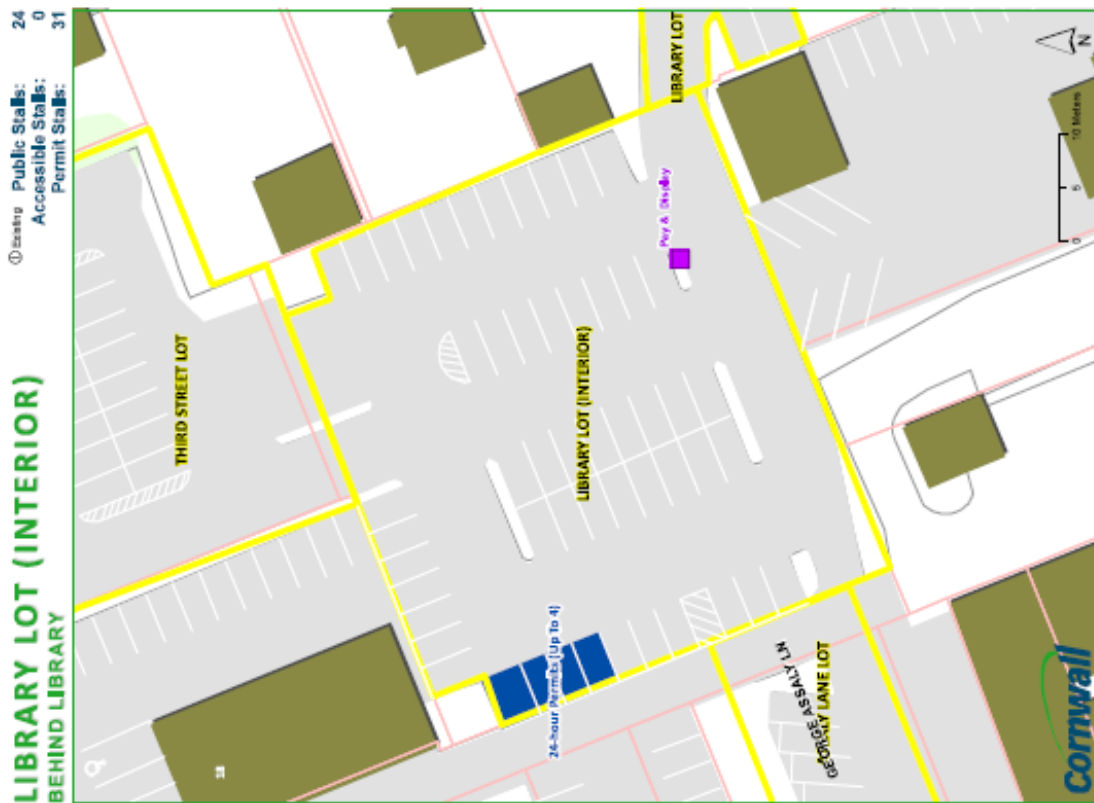 LIBRARY LOT (INTERIOR)
BEHIND LIBRARY
Existing Public Stalls: 24
Accessible Stalls: 0
Permit Stalls: 31
THIRD STREET LOT
LIBRARY LOT
Pay & Display
LIBRARY LOT (INTERIOR)
24-hour Permits (Up To 4)
18
GEORGE ASSALY LN
GEORGE ASSALY LANE LOT
0 5 10 Meters
N
Cornwall